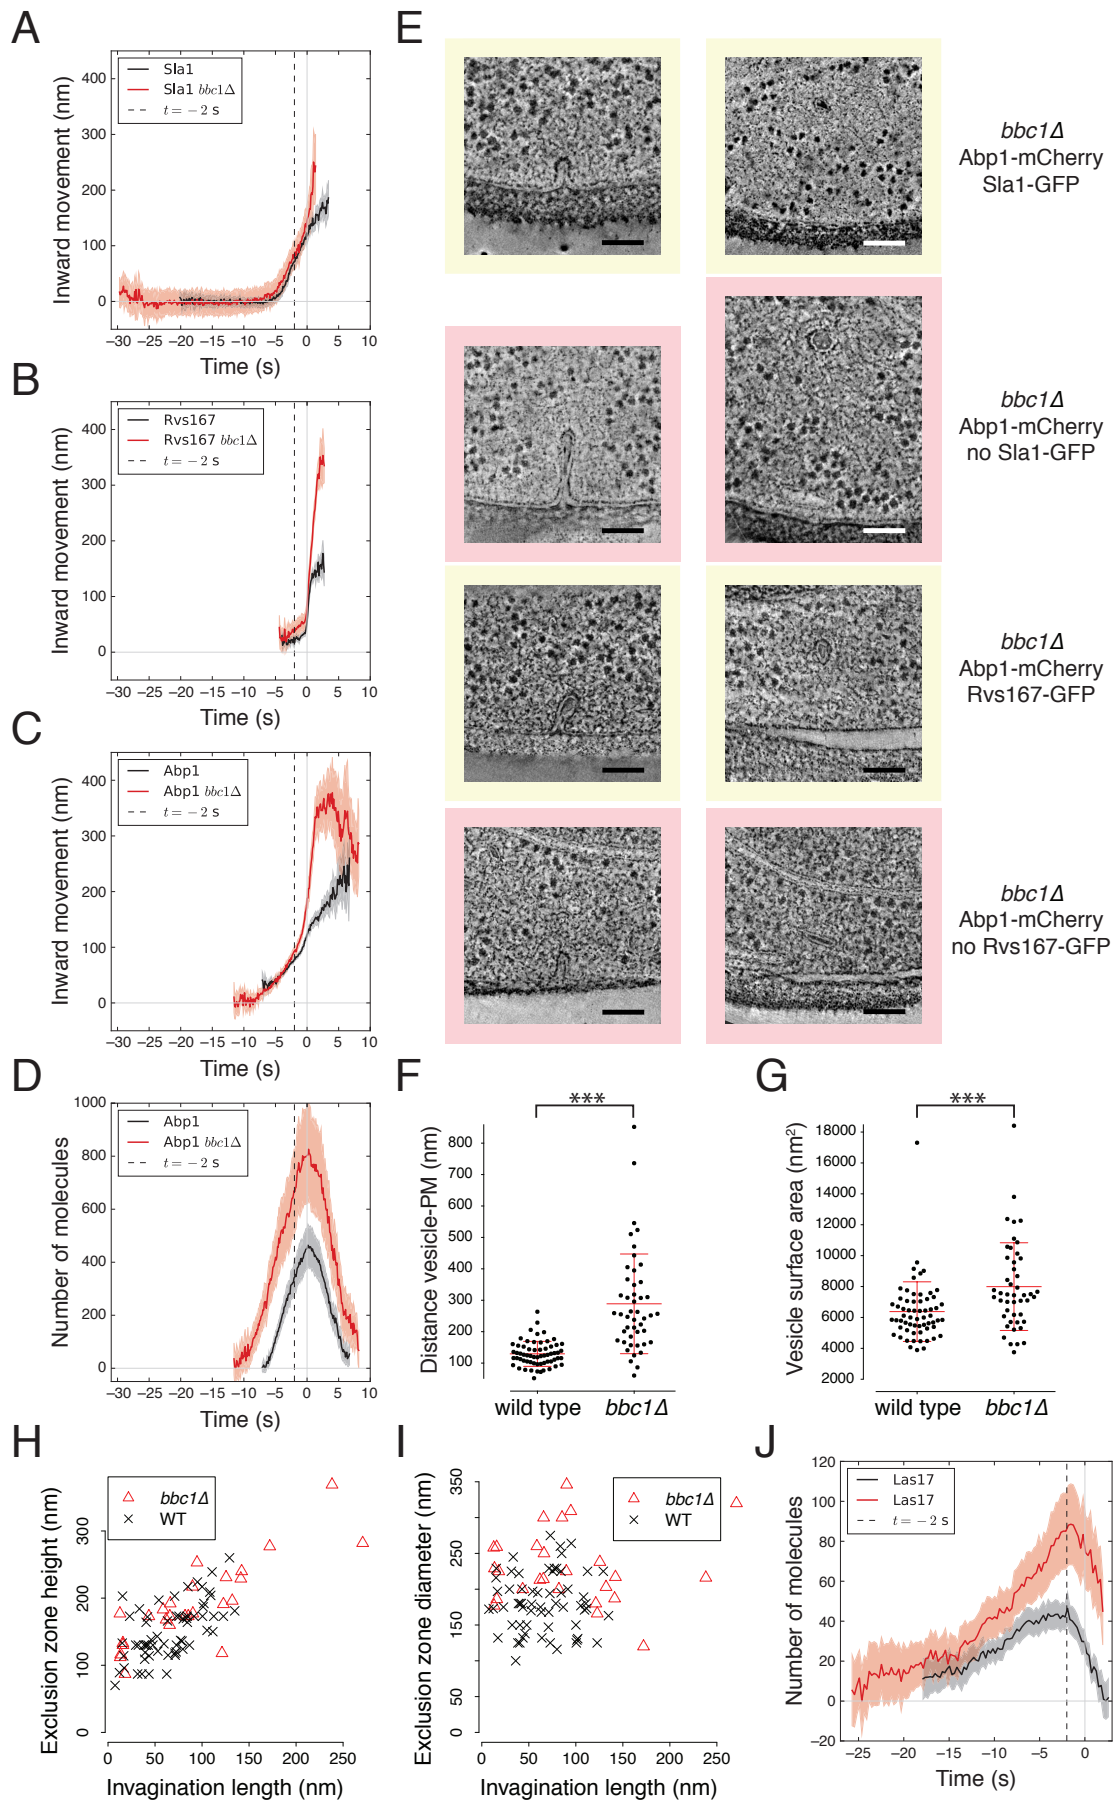 A
Inward movement (nm)
400
300
200
100
0
Sla1
Sla1 bbc1Δ
t = −2 s
−30 −25 −20 −15 −10 −5 0 5 10
Time (s)
B
Inward movement (nm)
400
300
200
100
0
Rvs167
Rvs167 bbc1Δ
t = −2 s
−30 −25 −20 −15 −10 −5 0 5 10
Time (s)
C
Inward movement (nm)
400
300
200
100
0
Abp1
Abp1 bbc1Δ
t = −2 s
−30 −25 −20 −15 −10 −5 0 5 10
Time (s)
D
Number of molecules
1000
800
600
400
200
0
Abp1
Abp1 bbc1Δ
t = −2 s
−30 −25 −20 −15 −10 −5 0 5 10
Time (s)
E
bbc1Δ
Abp1-mCherry
Sla1-GFP
bbc1Δ
Abp1-mCherry
no Sla1-GFP
bbc1Δ
Abp1-mCherry
Rvs167-GFP
bbc1Δ
Abp1-mCherry
no Rvs167-GFP
F
***
Distance vesicle-PM (nm)
800
700
600
500
400
300
200
100
wild type bbc1Δ
G
***
Vesicle surface area (nm²)
18000
16000
14000
12000
10000
8000
6000
4000
2000
wild type bbc1Δ
H
Exclusion zone height (nm)
300
200
100
0
bbc1Δ
WT
0 50 100 150 200 250
Invagination length (nm)
I
Exclusion zone diameter (nm)
350
250
150
50
0
bbc1Δ
WT
0 50 100 150 200 250
Invagination length (nm)
J
Number of molecules
120
100
80
60
40
20
0
−20
Las17
Las17
t = −2 s
−25 −20 −15 −10 −5 0
Time (s)